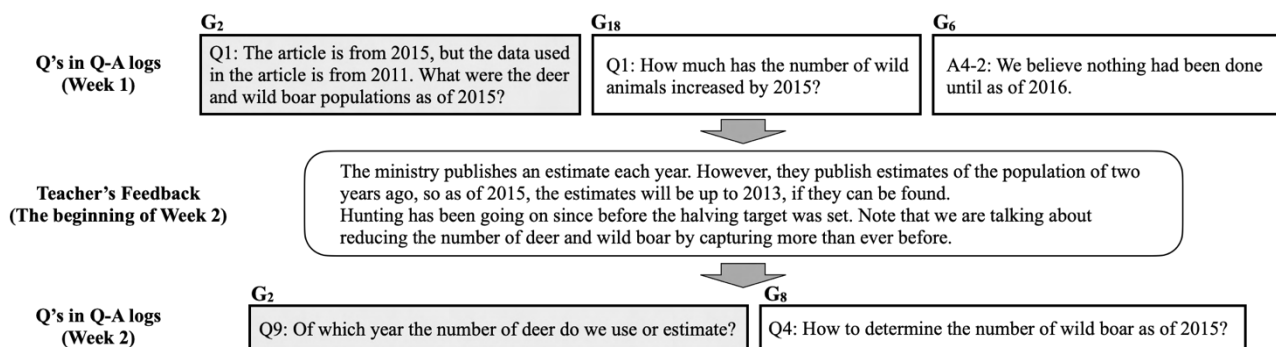 G2
G18
G6
Q's in Q-A logs
(Week 1)
Q1: The article is from 2015, but the data used
in the article is from 2011. What were the deer
and wild boar populations as of 2015?
Q1: How much has the number of wild
animals increased by 2015?
A4-2: We believe nothing had been done
until as of 2016.
Teacher's Feedback
(The beginning of Week 2)
The ministry publishes an estimate each year. However, they publish estimates of the population of two
years ago, so as of 2015, the estimates will be up to 2013, if they can be found.
Hunting has been going on since before the halving target was set. Note that we are talking about
reducing the number of deer and wild boar by capturing more than ever before.
G2
G8
Q's in Q-A logs
(Week 2)
Q9: Of which year the number of deer do we use or estimate?
Q4: How to determine the number of wild boar as of 2015?